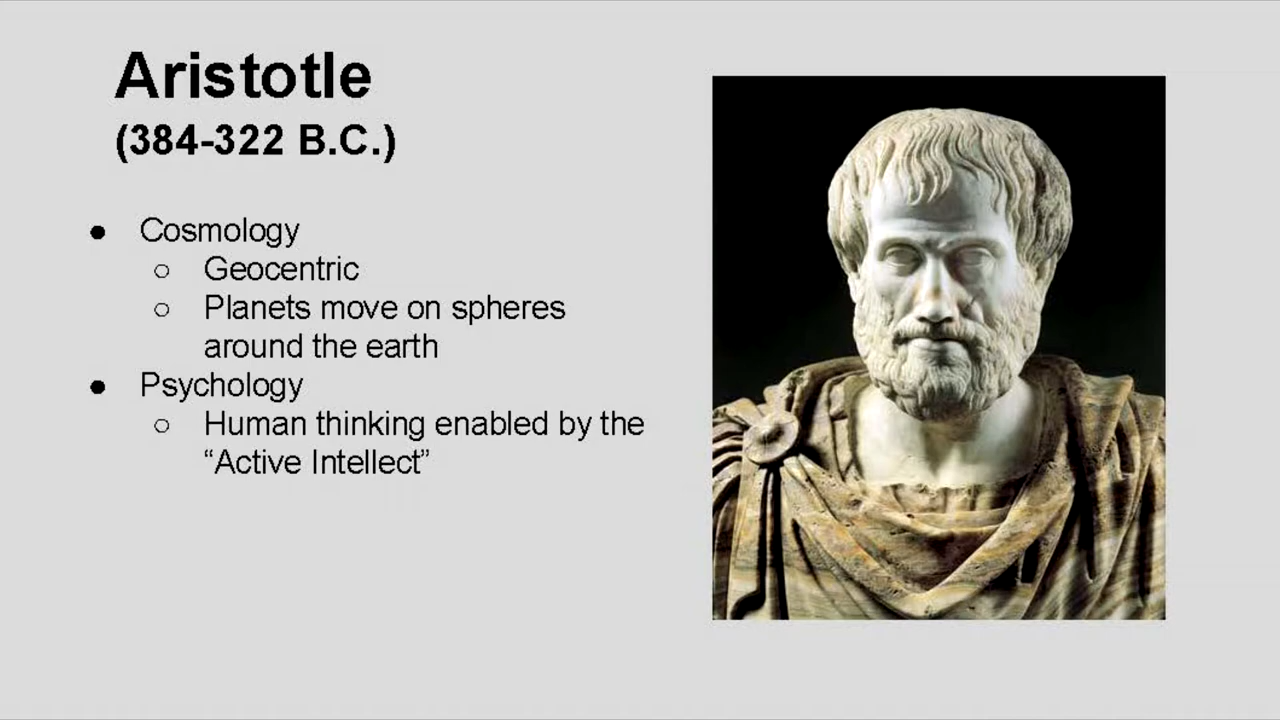 Aristotle
(384-322 B.C.)
● Cosmology
○ Geocentric
○ Planets move on spheres
around the earth
● Psychology
○ Human thinking enabled by the
“Active Intellect”